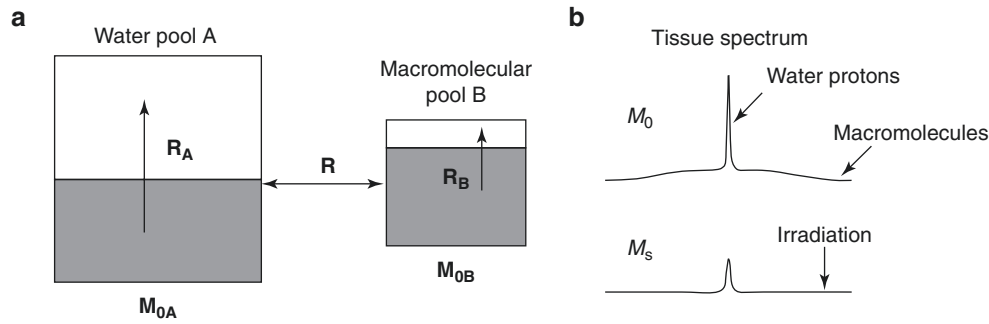 a
Water pool A
Macromolecular
pool B
R_A
R
R_B
M_0A
M_0B
b
Tissue spectrum
Water protons
M_0
Macromolecules
Irradiation
M_s